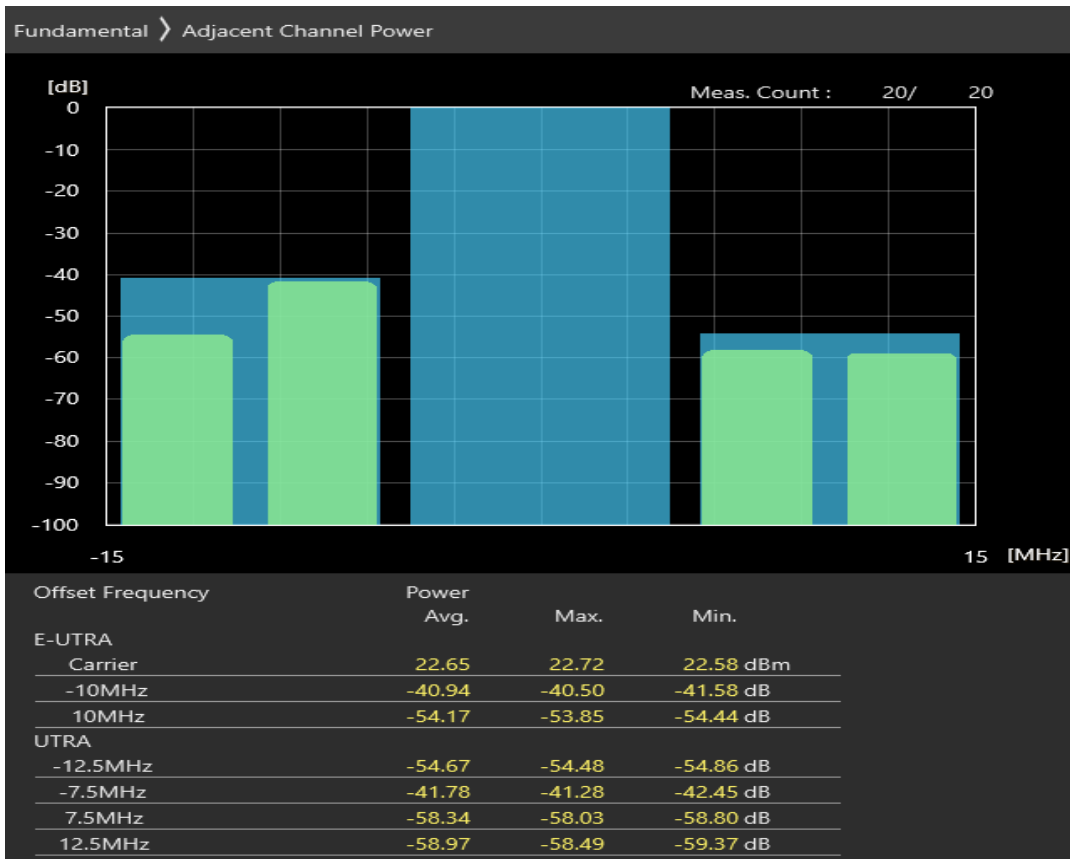 Fundamental 〉 Adjacent Channel Power
[dB]
Meas. Count : 20/ 20
0
-10
-20
-30
-40
-50
-60
-70
-80
-90
-100
-15 15 [MHz]
Offset Frequency Power
Avg. Max. Min.
E-UTRA
Carrier 22.65 22.72 22.58 dBm
-10MHz -40.94 -40.50 -41.58 dB
10MHz -54.17 -53.85 -54.44 dB
UTRA
-12.5MHz -54.67 -54.48 -54.86 dB
-7.5MHz -41.78 -41.28 -42.45 dB
7.5MHz -58.34 -58.03 -58.80 dB
12.5MHz -58.97 -58.49 -59.37 dB